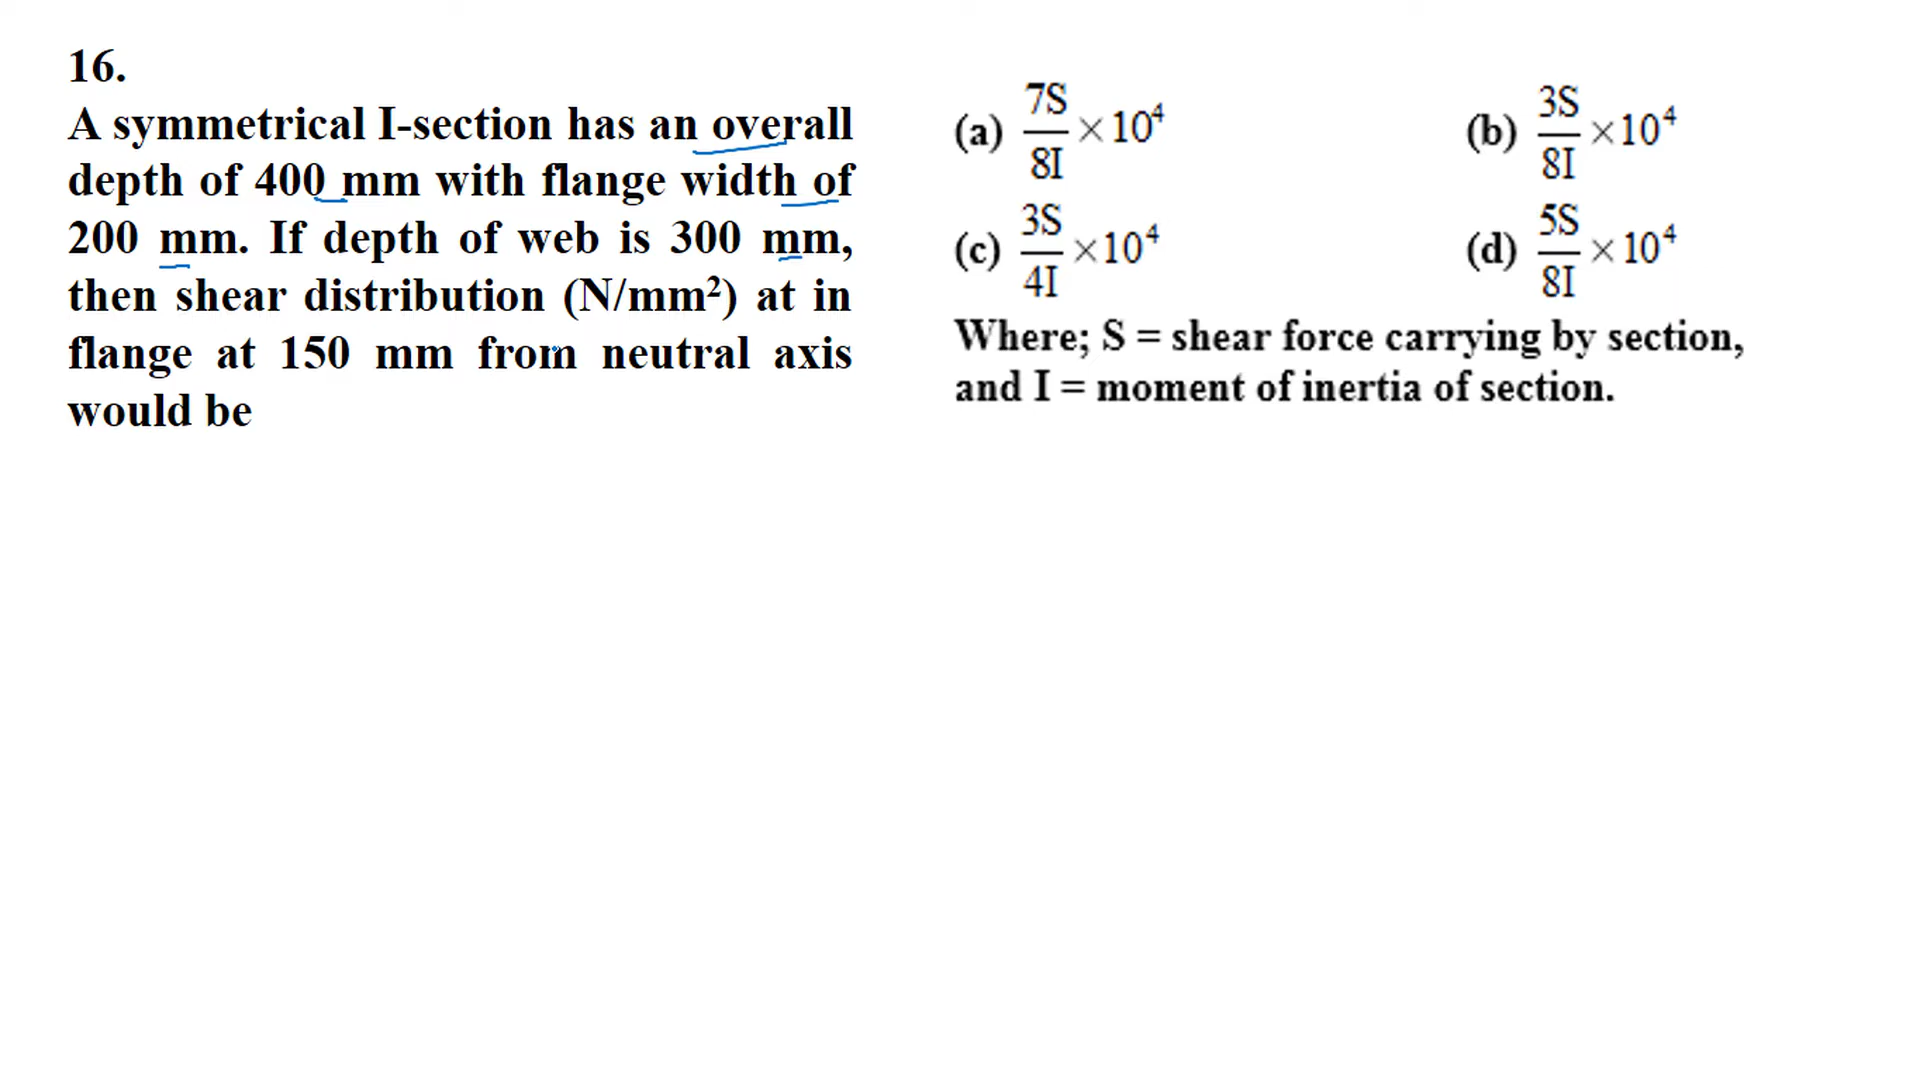 16.
A symmetrical I-section has an overall
depth of 400 mm with flange width of
200 mm. If depth of web is 300 mm,
then shear distribution (N/mm²) at in
flange at 150 mm from neutral axis
would be
(a) 7S/8I × 10⁴ (b) 3S/8I × 10⁴
(c) 3S/4I × 10⁴ (d) 5S/8I × 10⁴
Where; S = shear force carrying by section,
and I = moment of inertia of section.